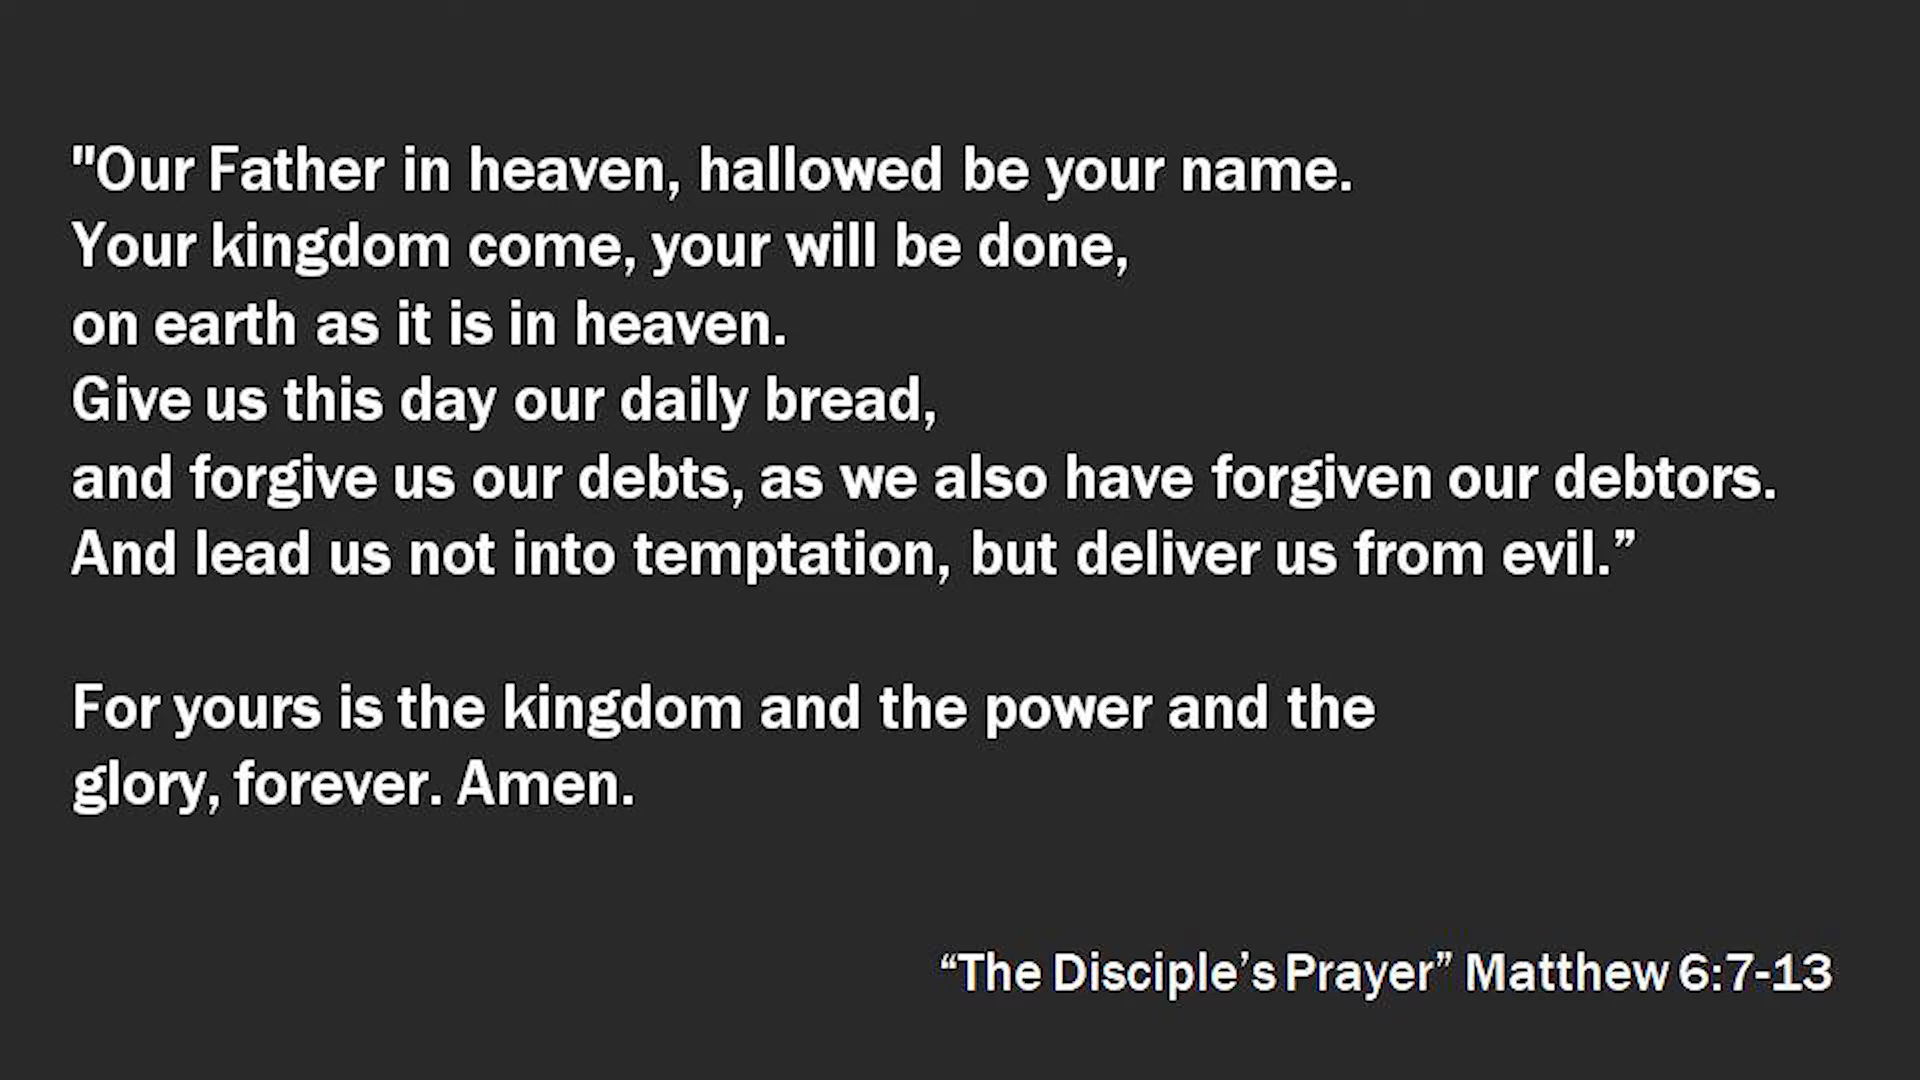 "Our Father in heaven, hallowed be your name.
Your kingdom come, your will be done,
on earth as it is in heaven.
Give us this day our daily bread,
and forgive us our debts, as we also have forgiven our debtors.
And lead us not into temptation, but deliver us from evil.”
For yours is the kingdom and the power and the
glory, forever. Amen.
“The Disciple’s Prayer” Matthew 6:7-13